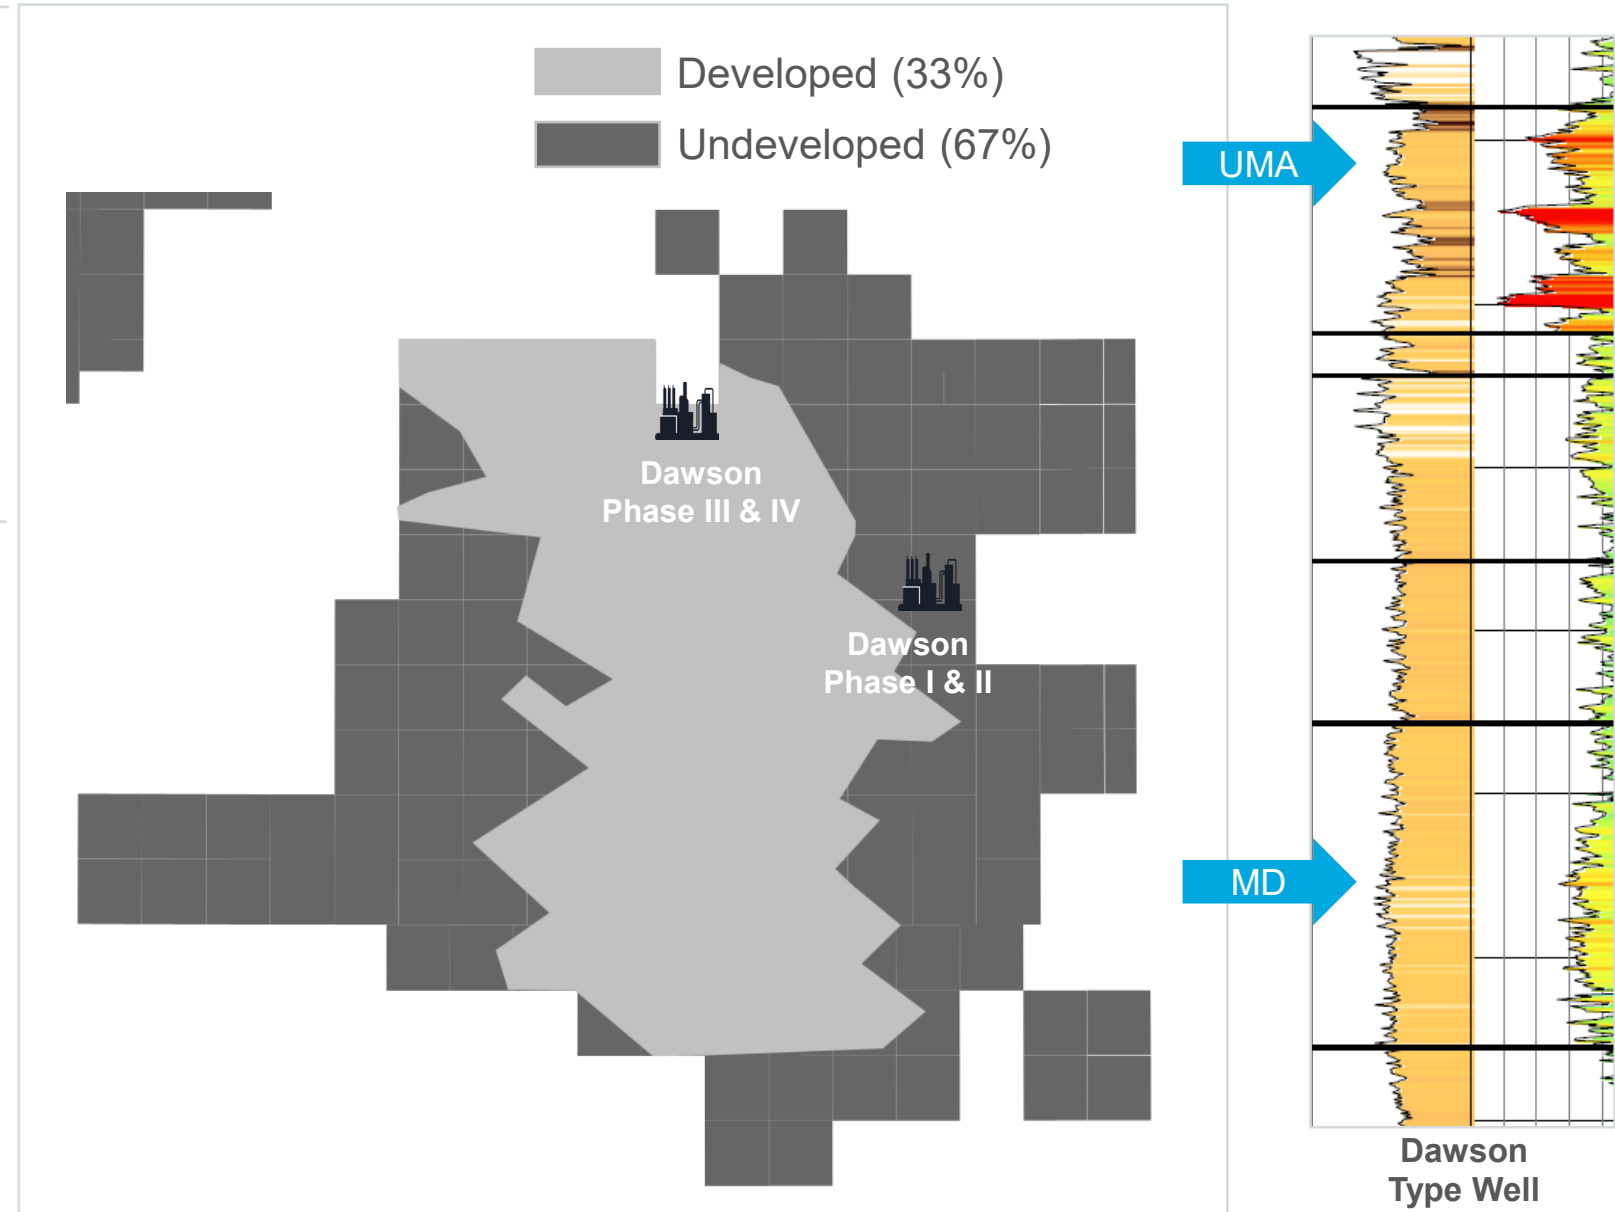 Developed (33%)
Undeveloped (67%)
UMA
Dawson
Phase III & IV
Dawson
Phase I & II
MD
Dawson
Type Well